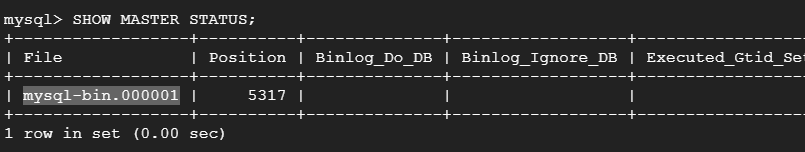 mysql> SHOW MASTER STATUS;
+------------------+----------+--------------+------------------+--------------
| File             | Position | Binlog_Do_DB | Binlog_Ignore_DB | Executed_Gtid_Set
+------------------+----------+--------------+------------------+--------------
| mysql-bin.000001 |     5317 |              |                  |
+------------------+----------+--------------+------------------+--------------
1 row in set (0.00 sec)